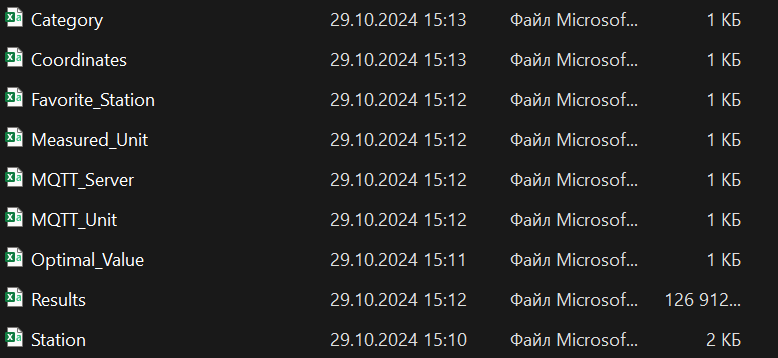 Category 29.10.2024 15:13 Файл Microsof... 1 КБ
Coordinates 29.10.2024 15:13 Файл Microsof... 1 КБ
Favorite_Station 29.10.2024 15:12 Файл Microsof... 1 КБ
Measured_Unit 29.10.2024 15:12 Файл Microsof... 1 КБ
MQTT_Server 29.10.2024 15:12 Файл Microsof... 1 КБ
MQTT_Unit 29.10.2024 15:12 Файл Microsof... 1 КБ
Optimal_Value 29.10.2024 15:11 Файл Microsof... 1 КБ
Results 29.10.2024 15:12 Файл Microsof... 126 912...
Station 29.10.2024 15:10 Файл Microsof... 2 КБ